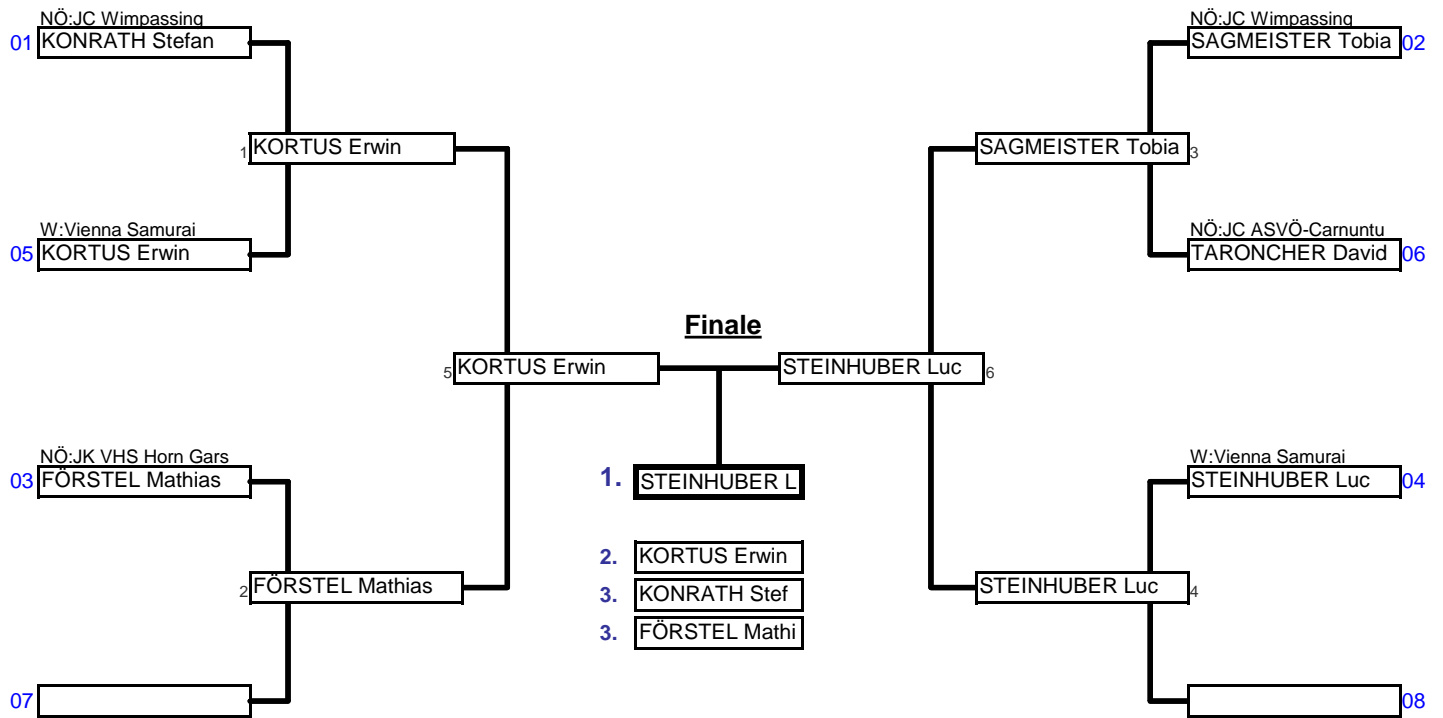 NÖ:JC Wimpassing
01 KONRATH Stefan
NÖ:JC Wimpassing
SAGMEISTER Tobia 02
1 KORTUS Erwin
SAGMEISTER Tobia 3
W:Vienna Samurai
05 KORTUS Erwin
NÖ:JC ASVÖ-Carnuntu
TARONCHER David 06
Finale
5 KORTUS Erwin
STEINHUBER Luc 6
NÖ:JK VHS Horn Gars
03 FÖRSTEL Mathias
1. STEINHUBER L
W:Vienna Samurai
STEINHUBER Luc 04
2. KORTUS Erwin
3. KONRATH Stef
3. FÖRSTEL Mathi
2 FÖRSTEL Mathias
STEINHUBER Luc 4
07
08